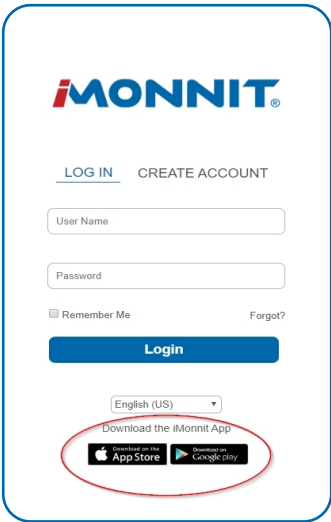 iMONNIT®
LOG IN CREATE ACCOUNT
User Name
Password
Remember Me Forgot?
Login
English (US)
Download the iMonnit App
Download on the
App Store
Download on
Google play